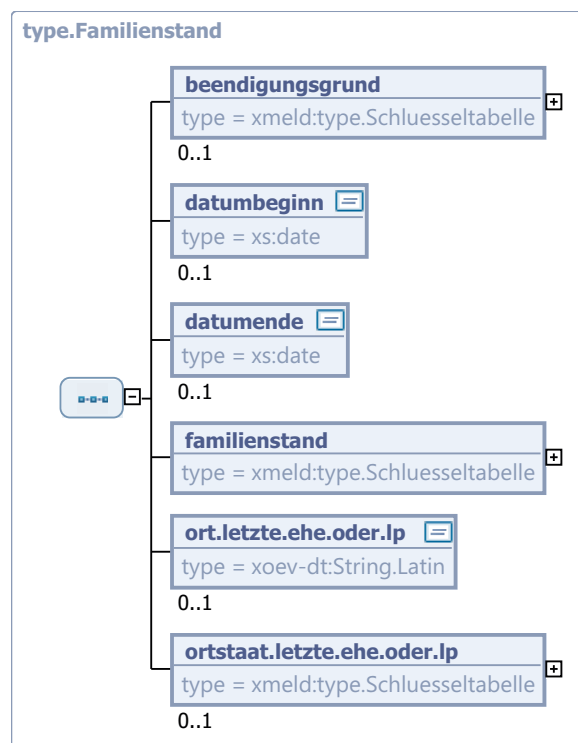 type.Familienstand
beendigungsgrund
type = xmeld:type.Schluesseltabelle
0..1
datumbeginn
type = xs:date
0..1
datumende
type = xs:date
0..1
familienstand
type = xmeld:type.Schluesseltabelle
ort.letzte.ehe.oder.lp
type = xoev-dt:String.Latin
0..1
ortstaat.letzte.ehe.oder.lp
type = xmeld:type.Schluesseltabelle
0..1